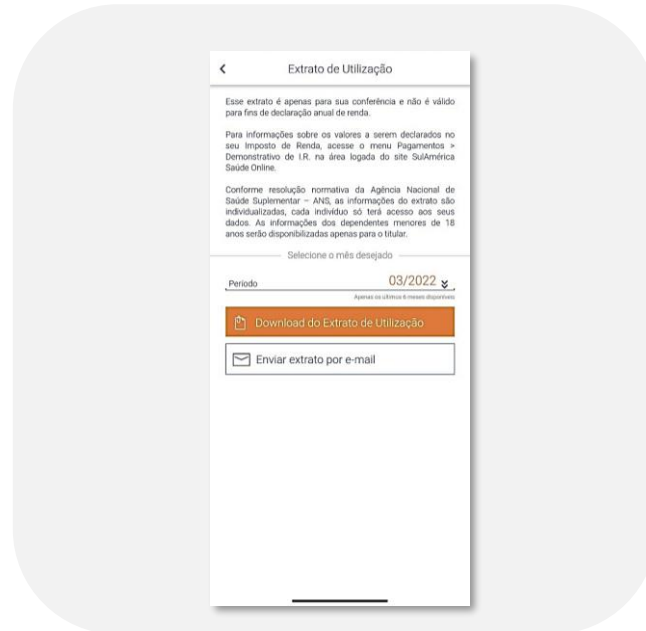 Extrato de Utilização
Esse extrato é apenas para sua conferência e não é válido
para fins de declaração anual de renda.
Para informações sobre os valores a serem declarados no
seu Imposto de Renda, acesse o menu Pagamentos >
Demonstrativo de I.R. na área logada do site SulAmérica
Saúde Online.
Conforme resolução normativa da Agência Nacional de
Saúde Suplementar – ANS, as informações do extrato são
individualizadas, cada indivíduo só terá acesso aos seus
dados. As informações dos dependentes menores de 18
anos serão disponibilizadas apenas para o titular.
Selecione o mês desejado
Período 03/2022
Apenas os últimos 6 meses disponíveis
Download do Extrato de Utilização
Enviar extrato por e-mail